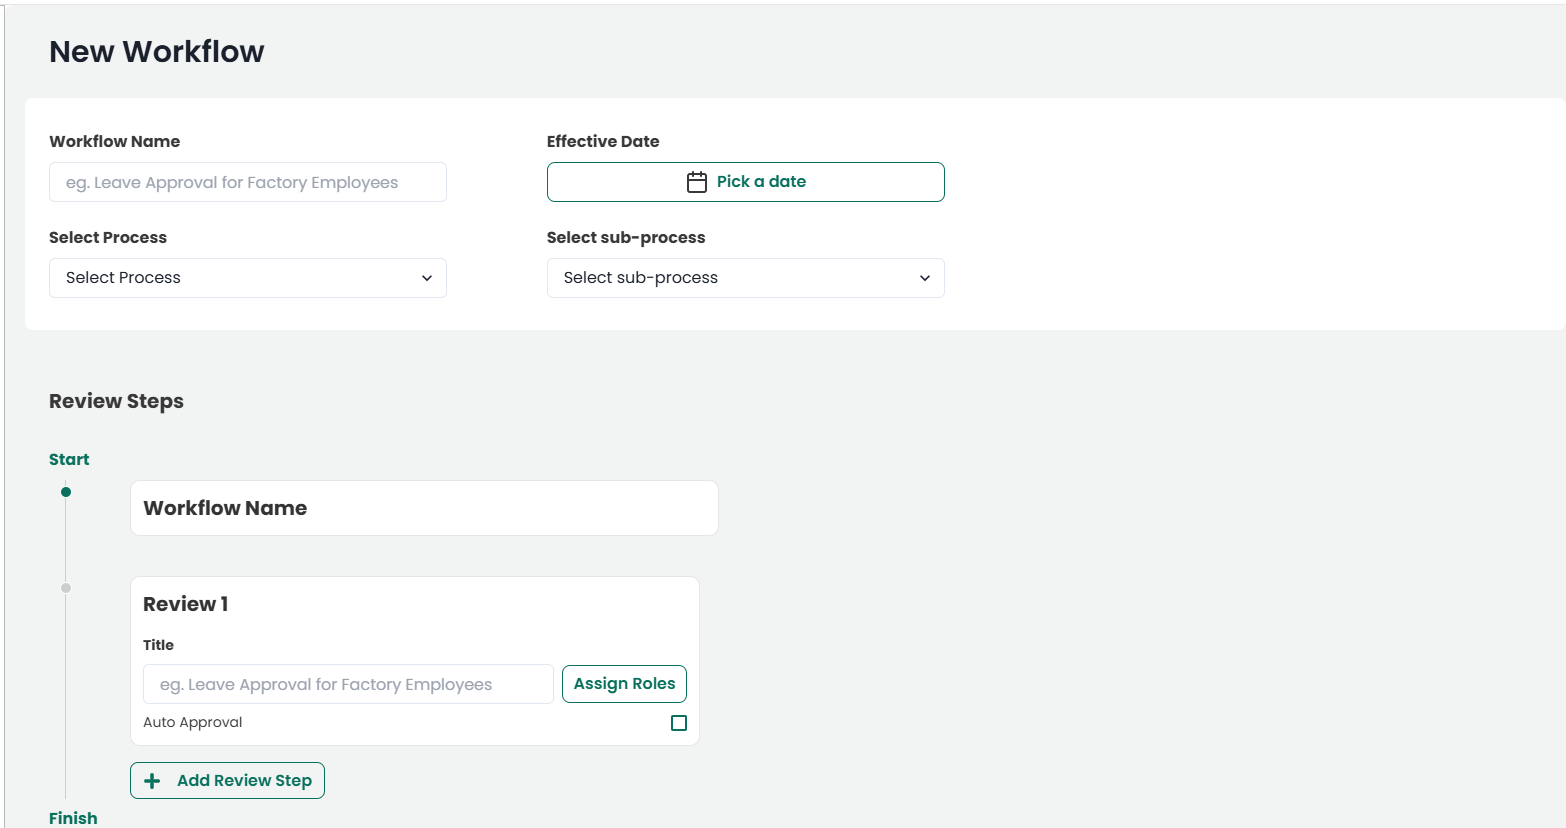 New Workflow
Workflow Name
Effective Date
eg. Leave Approval for Factory Employees
Pick a date
Select Process
Select sub-process
Select Process
Select sub-process
Review Steps
Start
Workflow Name
Review 1
Title
eg. Leave Approval for Factory Employees
Assign Roles
Auto Approval
Add Review Step
Finish